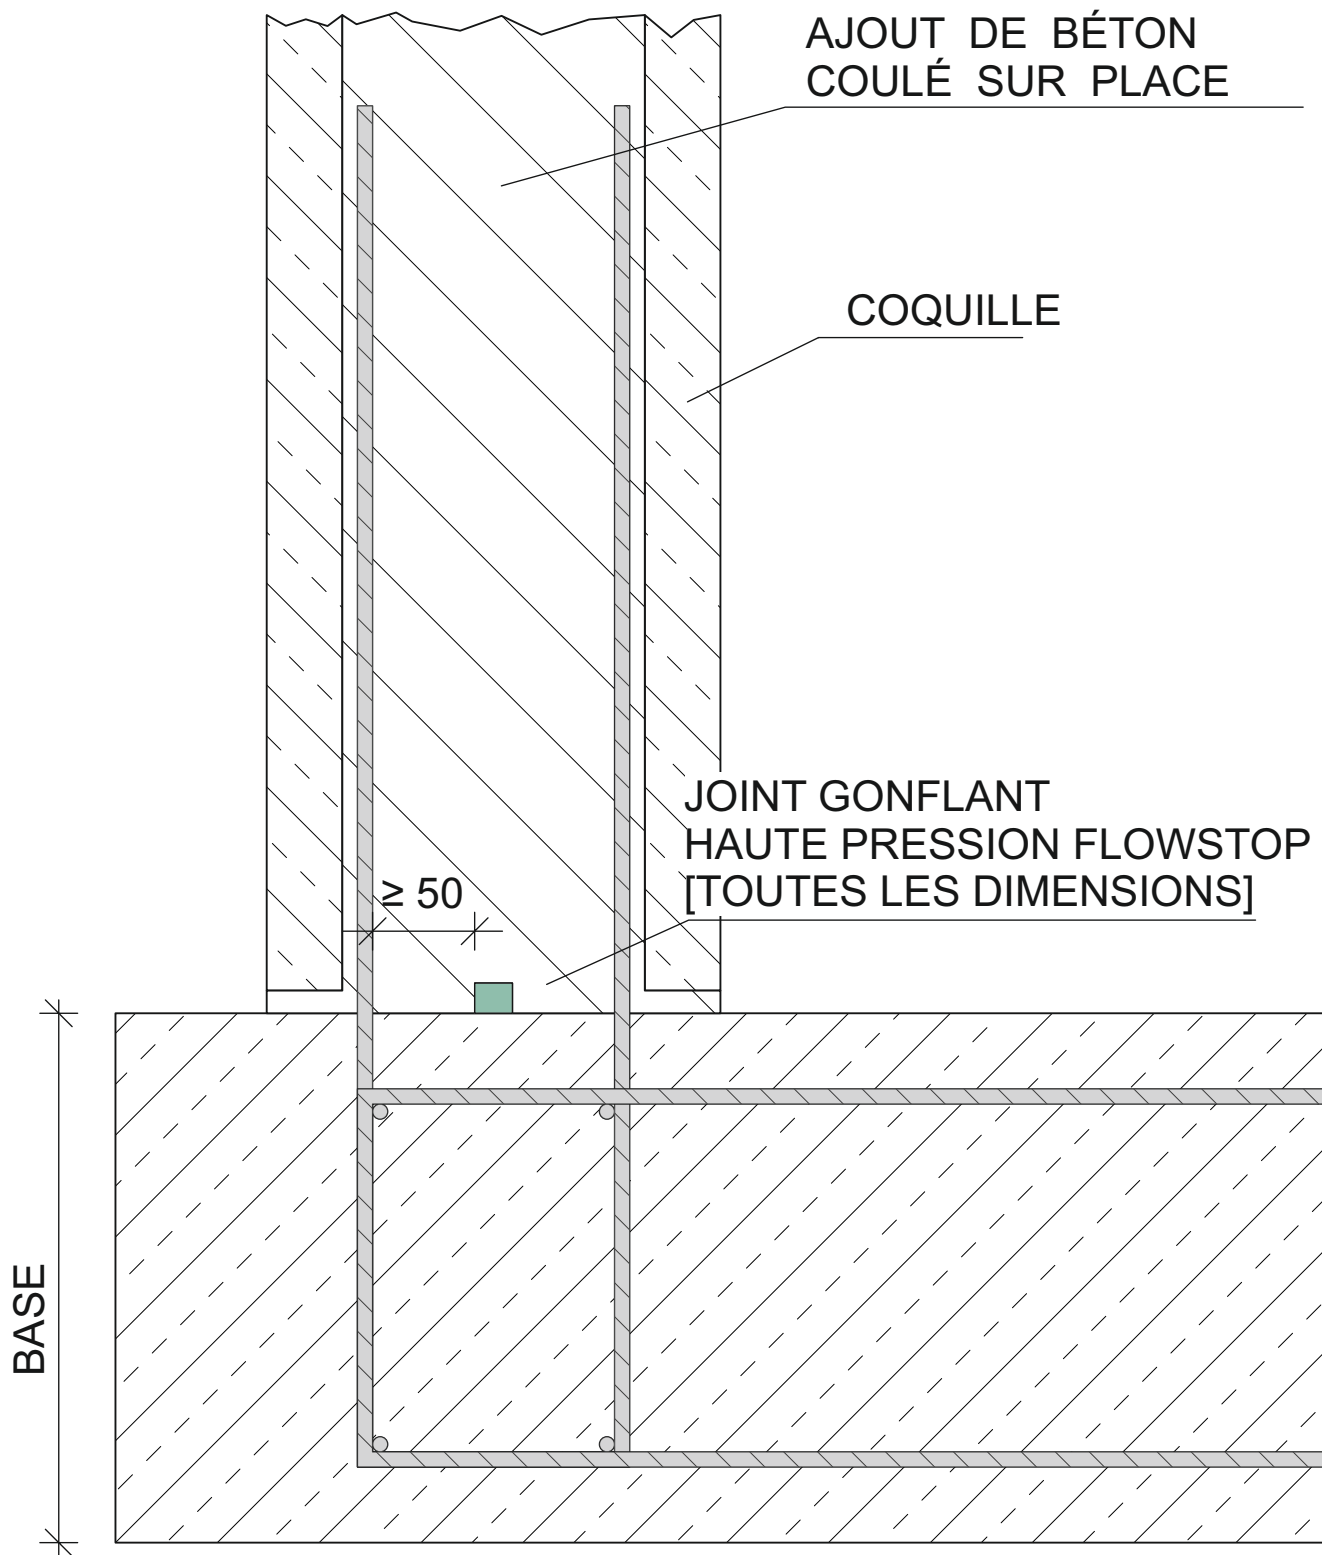 AJOUT DE BÉTON
COULÉ SUR PLACE
COQUILLE
JOINT GONFLANT
HAUTE PRESSION FLOWSTOP
[TOUTES LES DIMENSIONS]
≥ 50
BASE